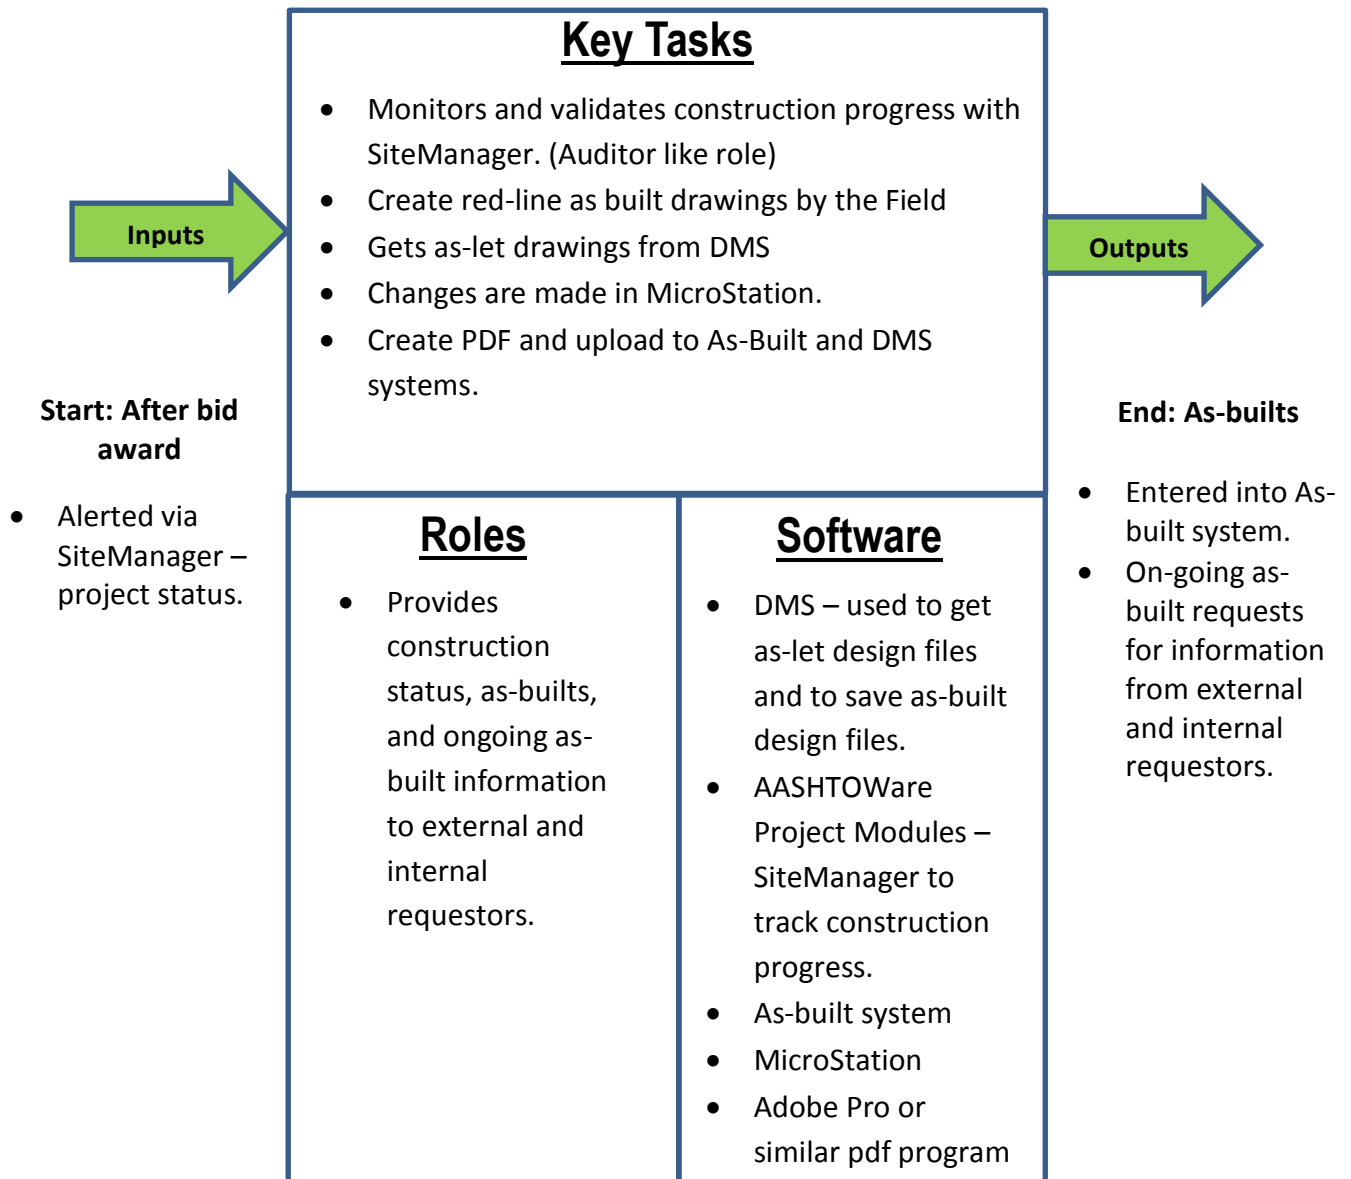 Key Tasks
• Monitors and validates construction progress with
SiteManager. (Auditor like role)
• Create red-line as built drawings by the Field
• Gets as-let drawings from DMS
• Changes are made in MicroStation.
• Create PDF and upload to As-Built and DMS
systems.
Inputs
Start: After bid
award
• Alerted via
SiteManager –
project status.
Roles
• Provides
construction
status, as-builts,
and ongoing as-
built information
to external and
internal
requestors.
Software
• DMS – used to get
as-let design files
and to save as-built
design files.
• AASHTOWare
Project Modules –
SiteManager to
track construction
progress.
• As-built system
• MicroStation
• Adobe Pro or
similar pdf program
Outputs
End: As-builts
• Entered into As-
built system.
• On-going as-
built requests
for information
from external
and internal
requestors.